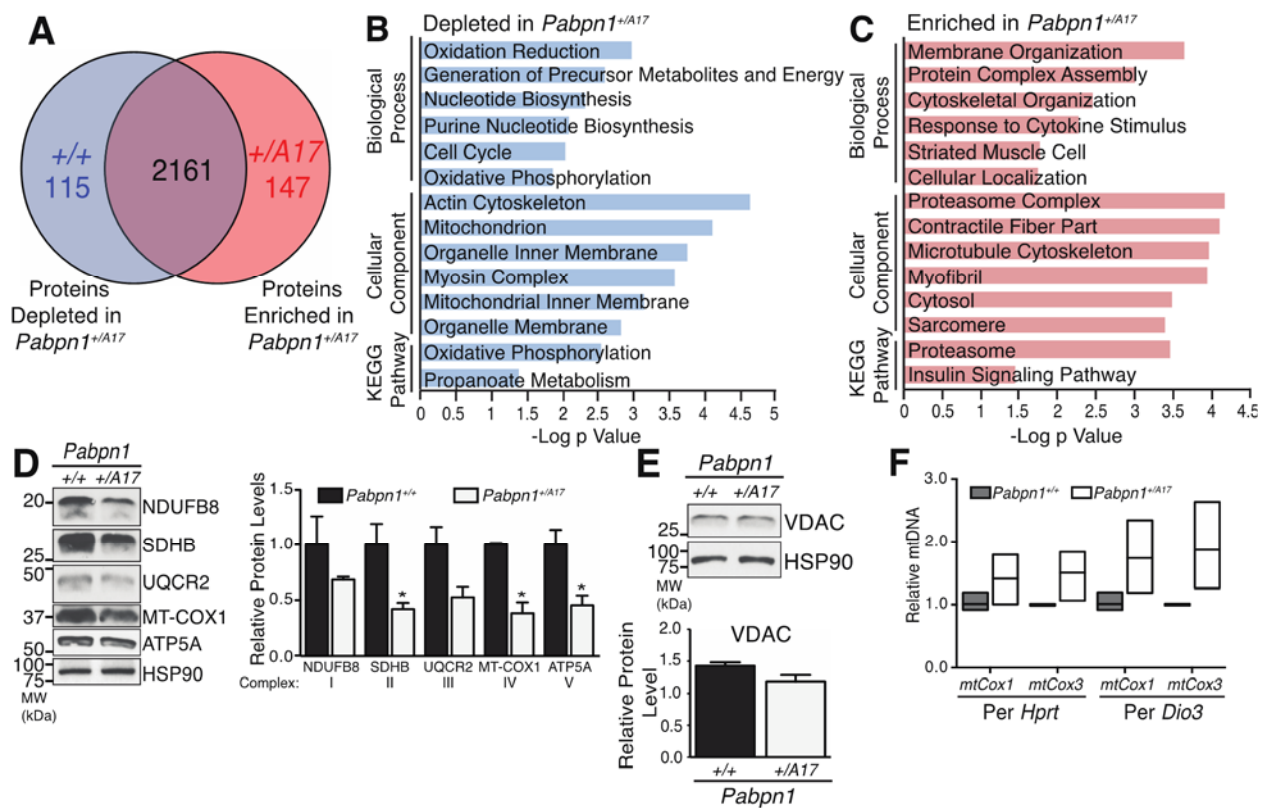 A
+/+
115
2161
+/A17
147
Proteins
Depleted in
Pabpn1+/A17
Proteins
Enriched in
Pabpn1+/A17
B
Depleted in Pabpn1+/A17
Biological
Process
Oxidation Reduction
Generation of Precursor Metabolites and Energy
Nucleotide Biosynthesis
Purine Nucleotide Biosynthesis
Cell Cycle
Oxidative Phosphorylation
Cellular
Component
Actin Cytoskeleton
Mitochondrion
Organelle Inner Membrane
Myosin Complex
Mitochondrial Inner Membrane
Organelle Membrane
KEGG
Pathway
Oxidative Phosphorylation
Propanoate Metabolism
0 0.5 1 1.5 2 2.5 3 3.5 4 4.5 5
-Log p Value
C
Enriched in Pabpn1+/A17
Biological
Process
Membrane Organization
Protein Complex Assembly
Cytoskeletal Organization
Response to Cytokine Stimulus
Striated Muscle Cell
Cellular Localization
Cellular
Component
Proteasome Complex
Contractile Fiber Part
Microtubule Cytoskeleton
Myofibril
Cytosol
Sarcomere
KEGG
Pathway
Proteasome
Insulin Signaling Pathway
0 0.5 1 1.5 2 2.5 3 3.5 4 4.5
-Log p Value
D
Pabpn1
+/+ +/A17
20 NDUFB8
SDHB
25
50
UQCR2
37 MT-COX1
ATP5A
50
100
75
HSP90
MW
(kDa)
Relative Protein Levels
1.5
1.0
0.5
0.0
Pabpn1+/+ Pabpn1+/A17
* * *
NDUFB8 SDHB UQCR2 MT-COX1 ATP5A
Complex: I II III IV V
E
Pabpn1
+/+ +/A17
VDAC
25
100
75
HSP90
MW
(kDa)
VDAC
Relative Protein
Level
2.0
1.5
1.0
0.5
0.0
+/+ +/A17
Pabpn1
F
Relative mtDNA
3.0
2.0
1.0
0.0
Pabpn1+/+ Pabpn1+/A17
mtCox1 mtCox3 mtCox1 mtCox3
Per Hprt Per Dio3